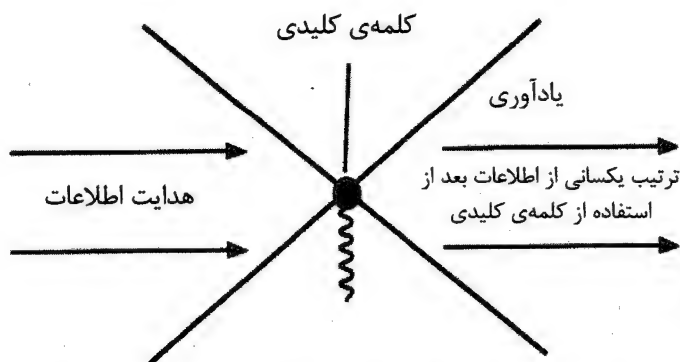 کلمه‌ی کلیدی
یادآوری
هدایت اطلاعات
ترتیب یکسانی از اطلاعات بعد از
استفاده از کلمه‌ی کلیدی